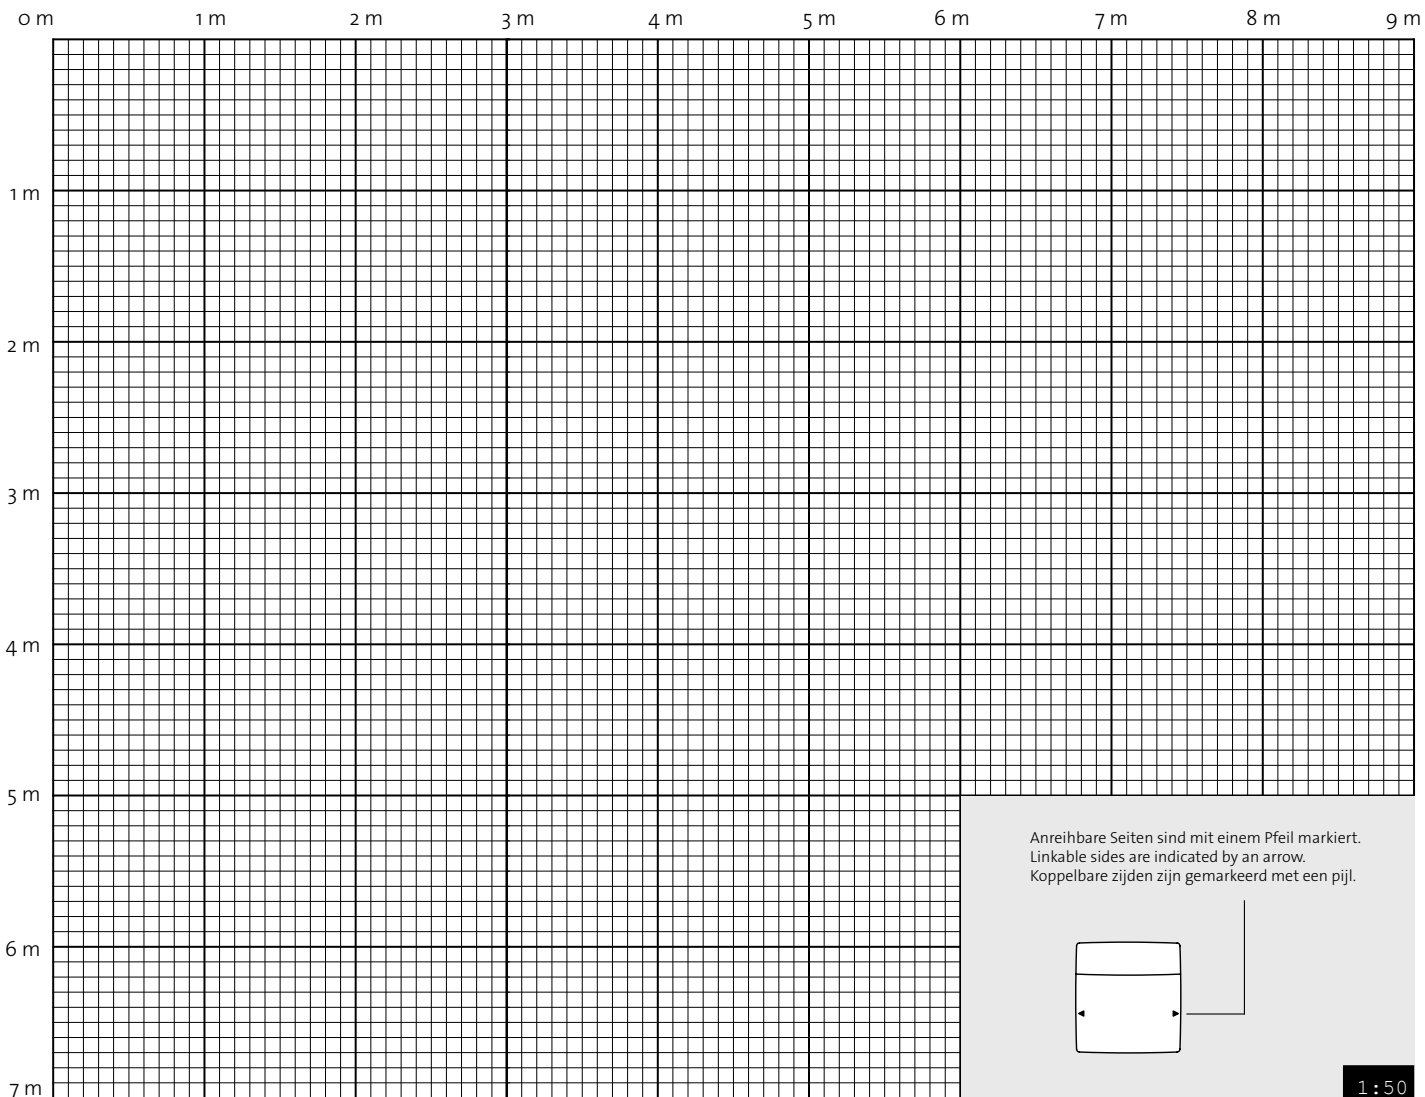 0 m 1 m 2 m 3 m 4 m 5 m 6 m 7 m 8 m 9 m
1 m
2 m
3 m
4 m
5 m
Anreihbare Seiten sind mit einem Pfeil markiert.
Linkable sides are indicated by an arrow.
Koppelbare zijden zijn gemarkeerd met een pijl.
6 m
7 m
1:50